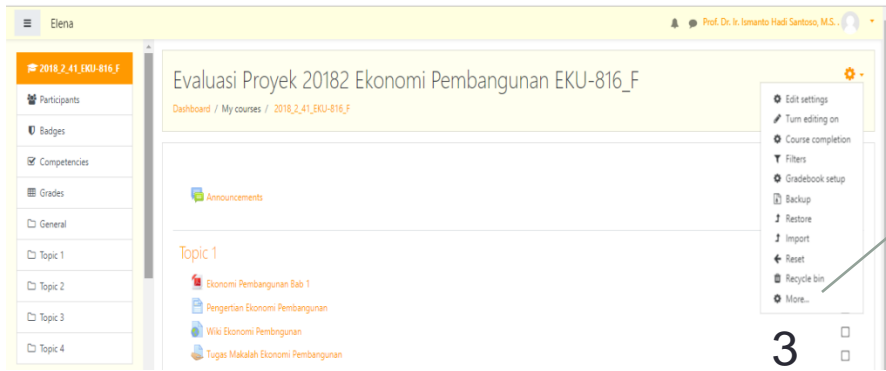 Elena
Prof. Dr. Ir. Ismanto Hadi Santoso, M.S.
2018_2_41_EKU-816_F
Participants
Badges
Competencies
Grades
General
Topic 1
Topic 2
Topic 3
Topic 4
Evaluasi Proyek 20182 Ekonomi Pembangunan EKU-816_F
Dashboard / My courses / 2018_2_41_EKU-816_F
Edit settings
Turn editing on
Course completion
Filters
Gradebook setup
Backup
Restore
Import
Reset
Recycle bin
More...
Announcements
Topic 1
Ekonomi Pembangunan Bab 1
Pengertian Ekonomi Pembangunan
Wiki Ekonomi Pembngunan
Tugas Makalah Ekonomi Pembangunan
3